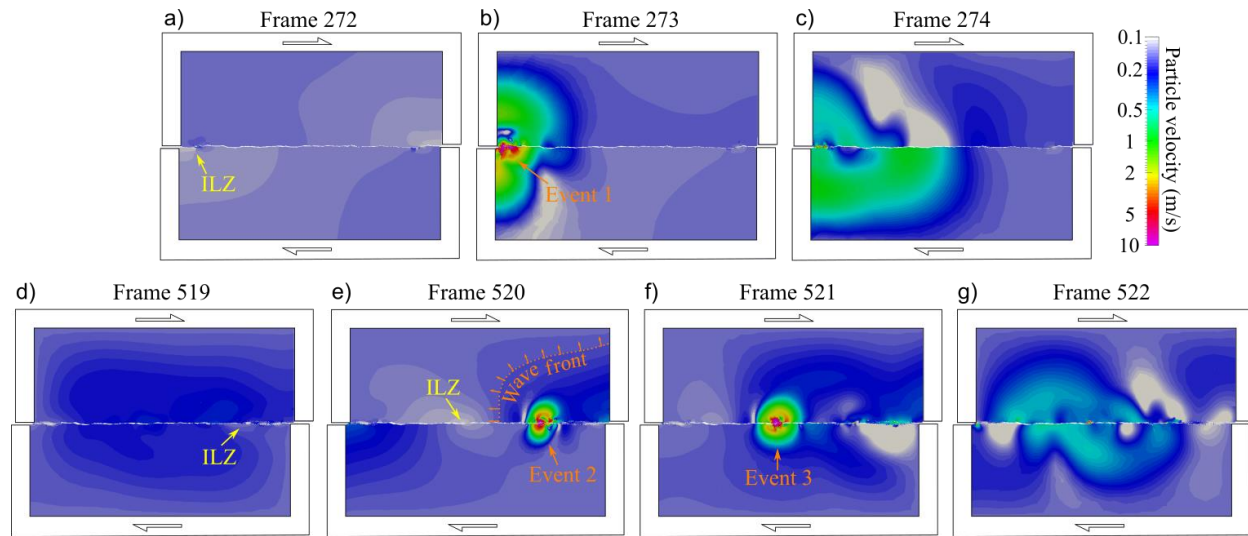 a) Frame 272
b) Frame 273
c) Frame 274
ILZ
Event 1
0.1
0.2
0.5
1
2
5
10
Particle velocity (m/s)
d) Frame 519
e) Frame 520
f) Frame 521
g) Frame 522
ILZ
ILZ
Wave front
Event 2
Event 3